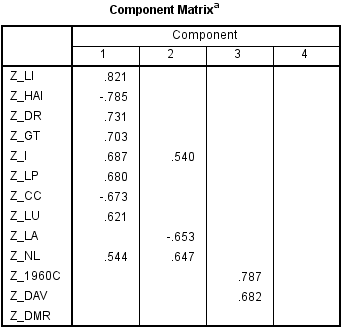 Component Matrixa
Component
1 2 3 4
Z_LI .821
Z_HAI -.785
Z_DR .731
Z_GT .703
Z_I .687 .540
Z_LP .680
Z_CC -.673
Z_LU .621
Z_LA -.653
Z_NL .544 .647
Z_1960C .787
Z_DAV .682
Z_DMR